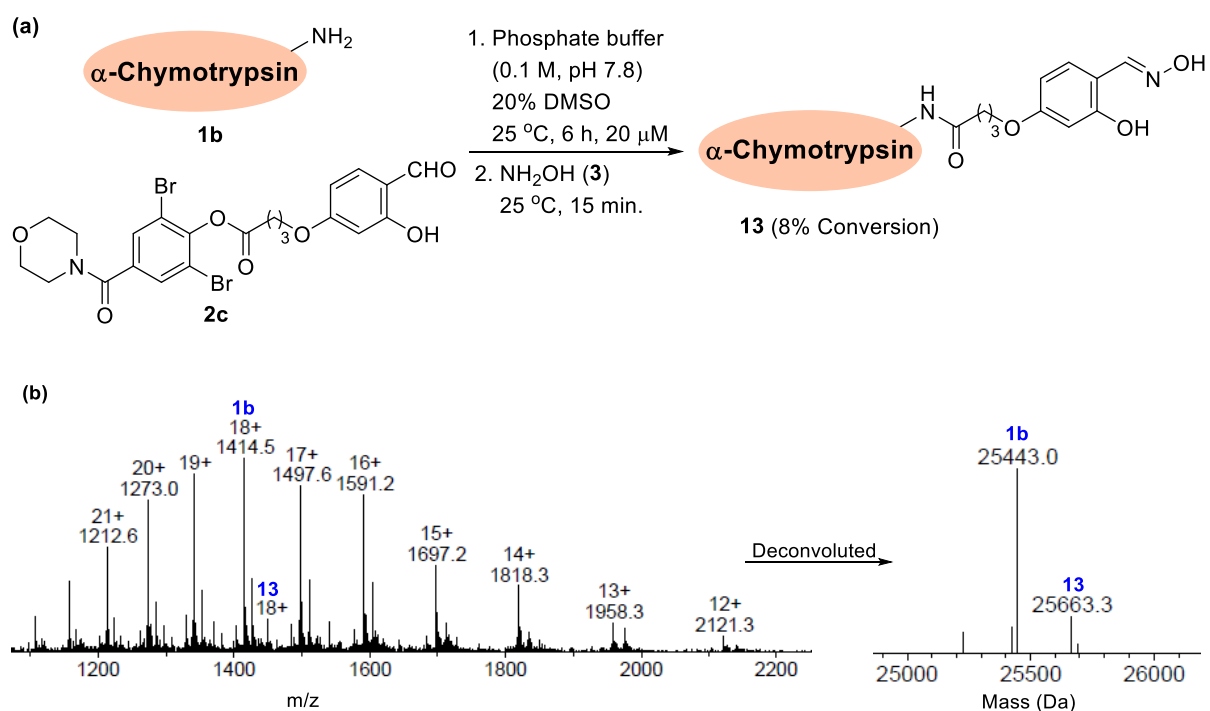 (a)
NH2
α-Chymotrypsin
1b
1. Phosphate buffer
(0.1 M, pH 7.8)
20% DMSO
25 oC, 6 h, 20 μM
2. NH2OH (3)
25 oC, 15 min.
Br
O
O
N
O
Br
O
( )3
O
CHO
OH
2c
α-Chymotrypsin
H
N
O
( )3
O
N
OH
OH
13 (8% Conversion)
(b)
1b
18+
1414.5
21+
1212.6
20+
1273.0
19+
13
18+
17+
1497.6
16+
1591.2
15+
1697.2
14+
1818.3
13+
1958.3
12+
2121.3
1200
1400
1600
1800
2000
2200
m/z
Deconvoluted
1b
25443.0
13
25663.3
25000
25500
26000
Mass (Da)